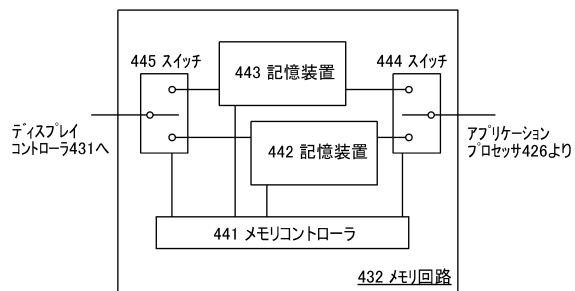 445 スイッチ
443 記憶装置
444 スイッチ
ディスプレイ
コントローラ431へ
442 記憶装置
アプリケーション
プロセッサ426より
441 メモリコントローラ
432 メモリ回路